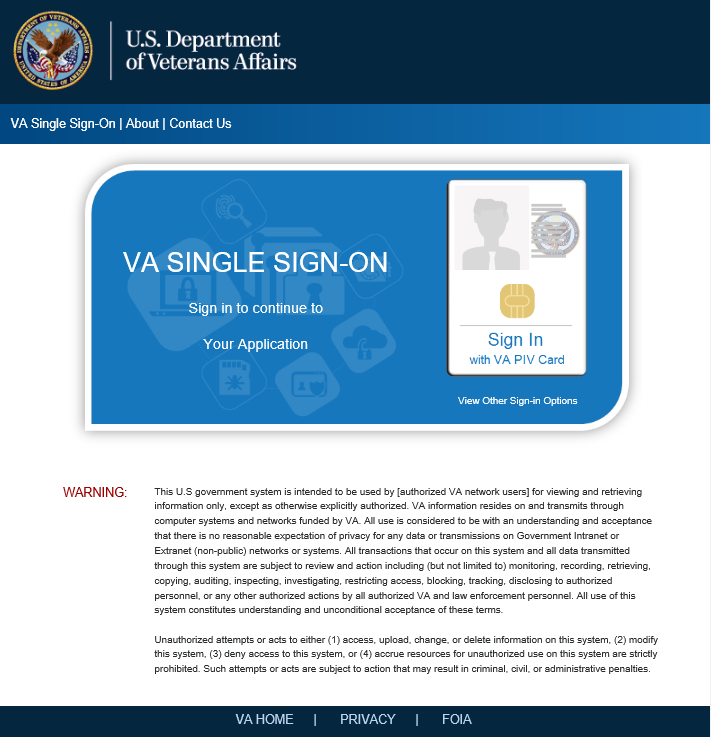 U.S. Department
of Veterans Affairs
VA Single Sign-On | About | Contact Us
VA SINGLE SIGN-ON
Sign in to continue to
Your Application
Sign In
with VA PIV Card
View Other Sign-in Options
WARNING:
This U.S government system is intended to be used by [authorized VA network users] for viewing and retrieving
information only, except as otherwise explicitly authorized. VA information resides on and transmits through
computer systems and networks funded by VA. All use is considered to be with an understanding and acceptance
that there is no reasonable expectation of privacy for any data or transmissions on Government Intranet or
Extranet (non-public) networks or systems. All transactions that occur on this system and all data transmitted
through this system are subject to review and action including (but not limited to) monitoring, recording, retrieving,
copying, auditing, inspecting, investigating, restricting access, blocking, tracking, disclosing to authorized
personnel, or any other authorized actions by all authorized VA and law enforcement personnel. All use of this
system constitutes understanding and unconditional acceptance of these terms.
Unauthorized attempts or acts to either (1) access, upload, change, or delete information on this system, (2) modify
this system, (3) deny access to this system, or (4) accrue resources for unauthorized use on this system are strictly
prohibited. Such attempts or acts are subject to action that may result in criminal, civil, or administrative penalties.
VA HOME | PRIVACY | FOIA